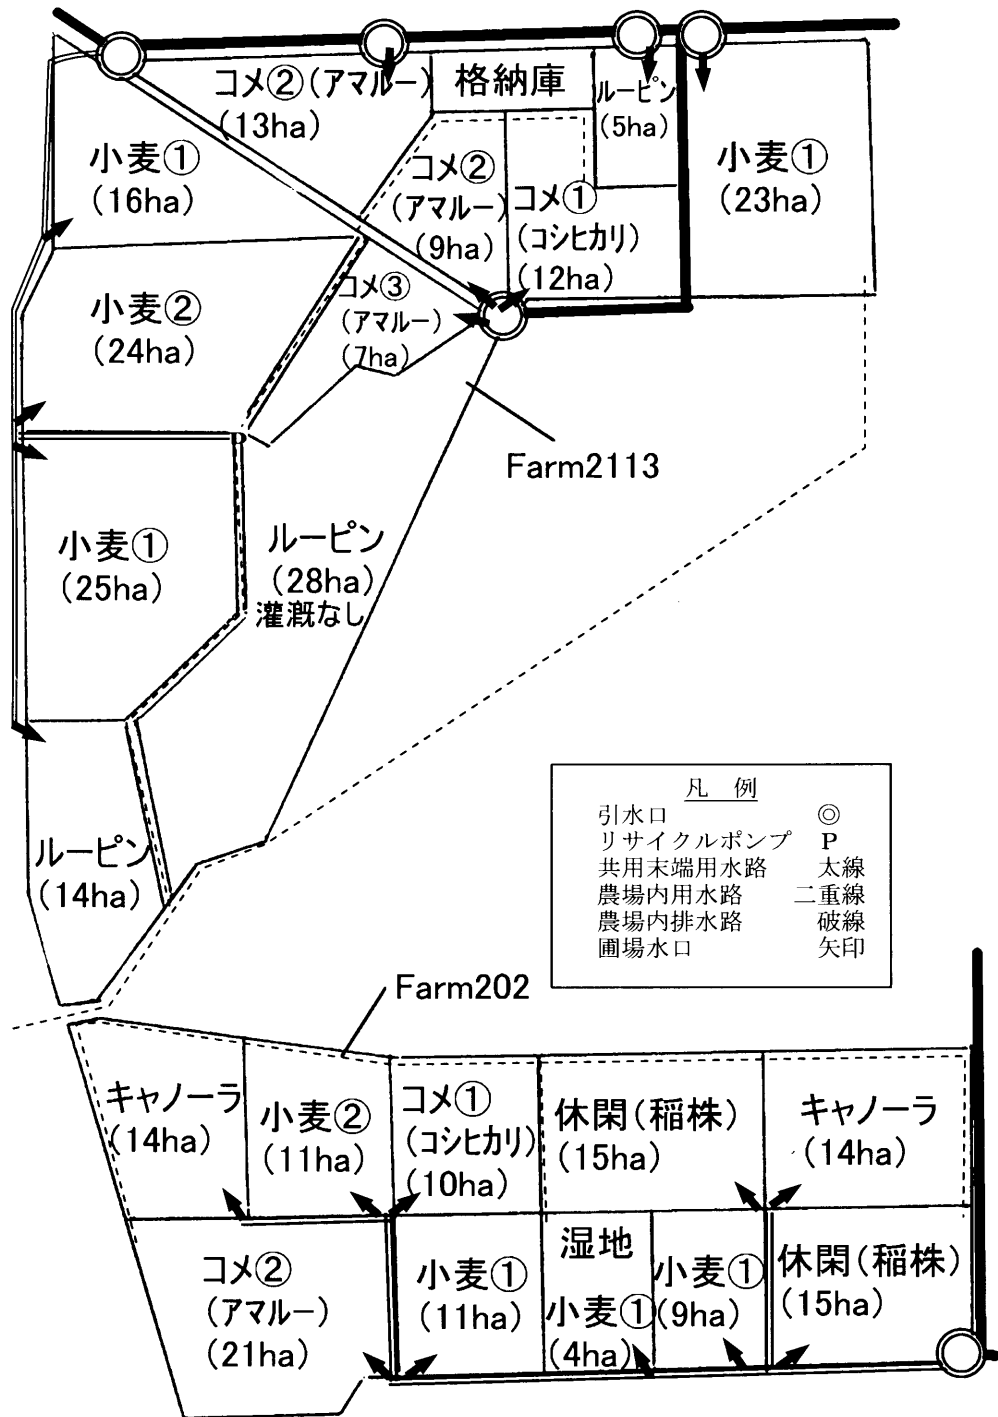 コメ②(アマルー)
(13ha)
格納庫
ルーピン
(5ha)
小麦①
(16ha)
コメ②
(アマルー)
(9ha)
コメ①
(コシヒカリ)
(12ha)
小麦①
(23ha)
小麦②
(24ha)
コメ③
(アマルー)
(7ha)
Farm2113
P
小麦①
(25ha)
ルーピン
(28ha)
灌漑なし
凡 例
引水口 ◎
リサイクルポンプ P
共用末端用水路 太線
農場内用水路 二重線
農場内排水路 破線
圃場水口 矢印
ルーピン
(14ha)
Farm202
キャノーラ
(14ha)
小麦②
(11ha)
コメ①
(コシヒカリ)
(10ha)
休閑(稲株)
(15ha)
キャノーラ
(14ha)
コメ②
(アマルー)
(21ha)
小麦①
(11ha)
湿地
小麦①
(4ha)
小麦①
(9ha)
休閑(稲株)
(15ha)